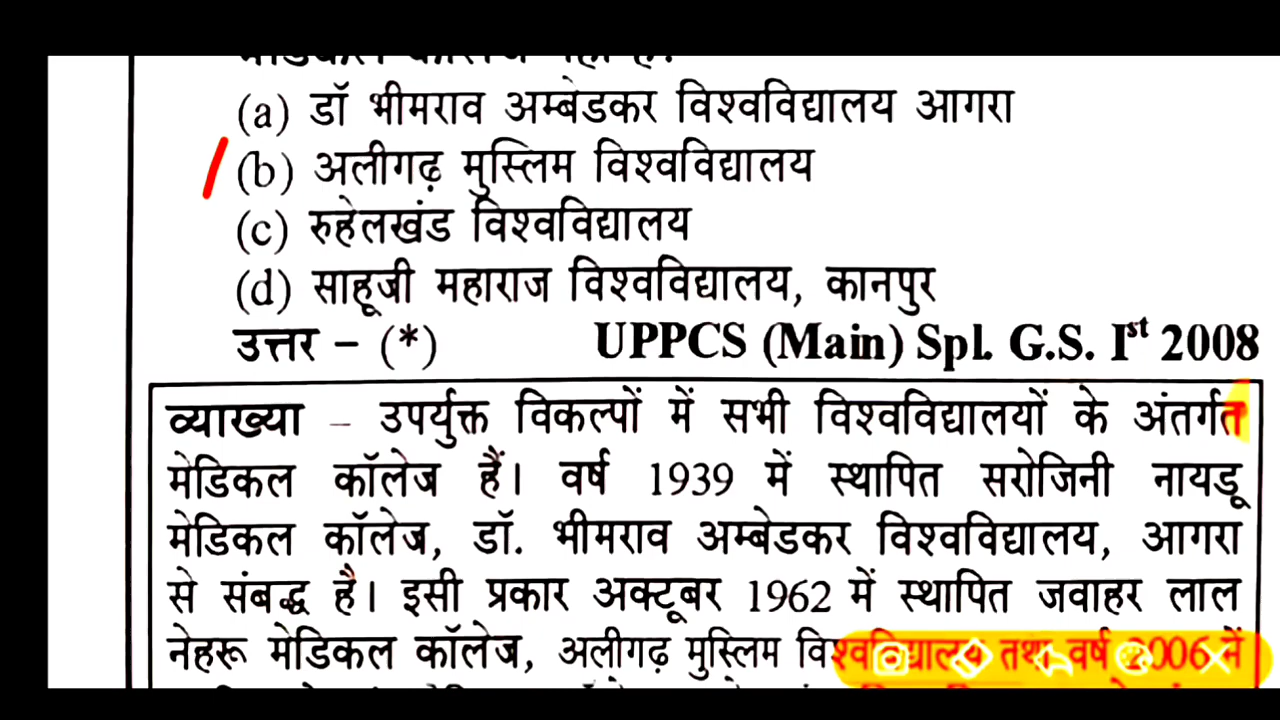 (a) डॉ भीमराव अम्बेडकर विश्वविद्यालय आगरा
(b) अलीगढ़ मुस्लिम विश्वविद्यालय
(c) रुहेलखंड विश्वविद्यालय
(d) साहूजी महाराज विश्वविद्यालय, कानपुर
उत्तर – (*) UPPCS (Main) Spl. G.S. Ist 2008
व्याख्या – उपर्युक्त विकल्पों में सभी विश्वविद्यालयों के अंतर्गत
मेडिकल कॉलेज हैं। वर्ष 1939 में स्थापित सरोजिनी नायडू
मेडिकल कॉलेज, डॉ. भीमराव अम्बेडकर विश्वविद्यालय, आगरा
से संबद्ध है। इसी प्रकार अक्टूबर 1962 में स्थापित जवाहर लाल
नेहरू मेडिकल कॉलेज, अलीगढ़ मुस्लिम विश्वविद्यालय तथा वर्ष 2006 में